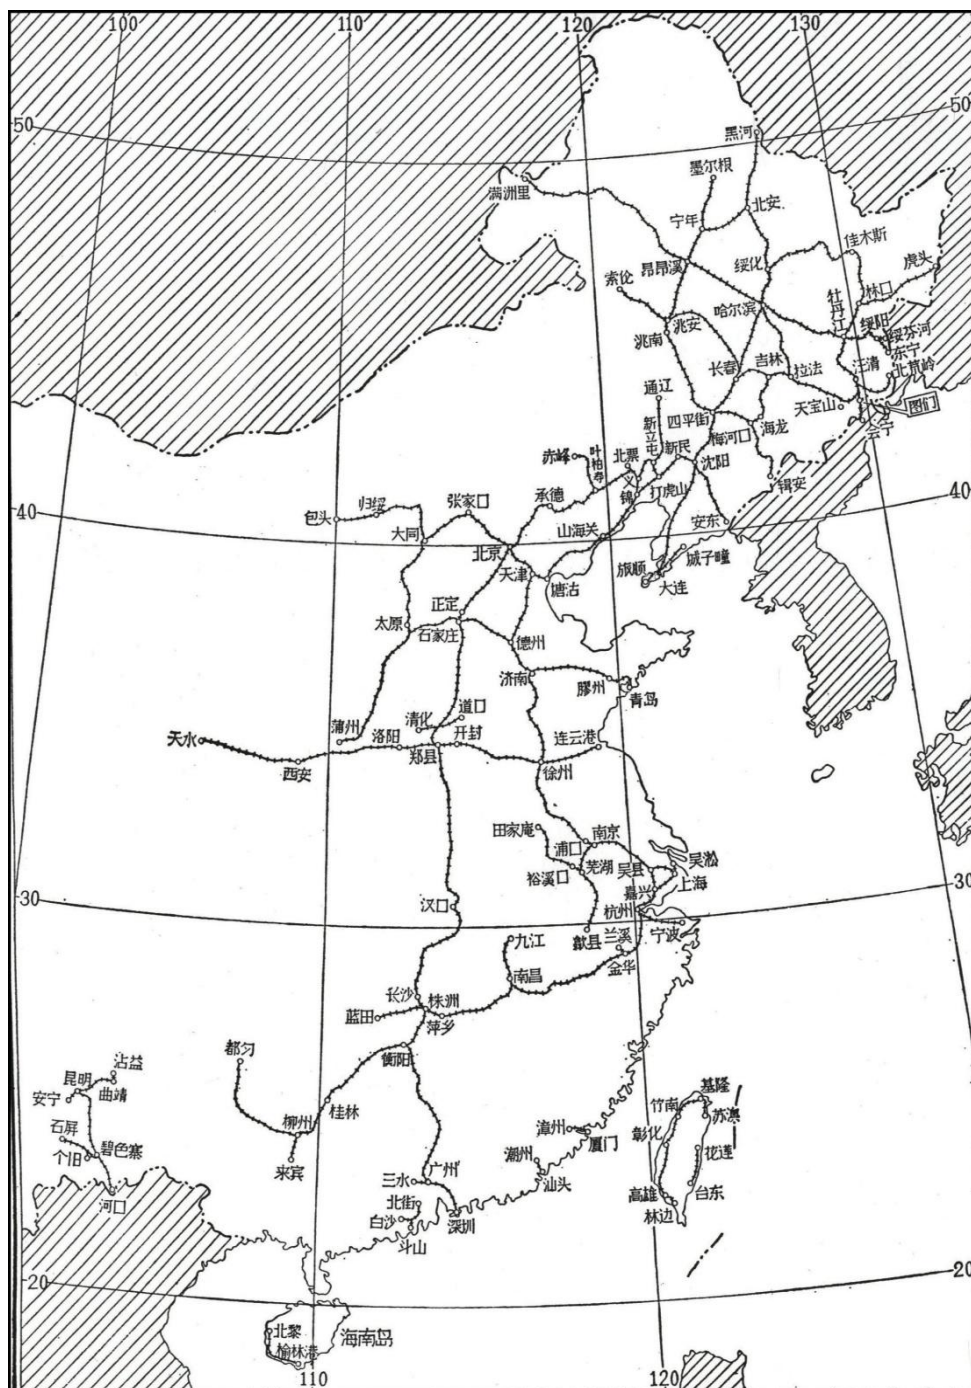 100
110
120
130
50
50
黑河
墨尔根
满洲里
北安
宁年
佳木斯
虎头
昂昂溪
绥化
索伦
林口
牡丹江
哈尔滨
绥阳
绥芬河
洮安
洮南
东宁
汪清
吉林
长春
拉法
北茸岭
通辽
四平街
天宝山
图们
新立屯
梅河口
海龙
会宁
新民
北票
赤峰
叶柏寿
沈阳
义
锦
打虎山
辑安
40
40
承德
张家口
归绥
包头
安东
山海关
大同
北京
城子疃
天津
旅顺
大连
塘沽
正定
太原
石家庄
德州
济南
胶州
青岛
道口
清化
蒲州
洛阳
开封
连云港
天水
郑县
西安
徐州
田家庵
南京
浦口
吴淞
裕溪口
芜湖
吴县
上海
嘉兴
30
30
汉口
杭州
宁波
歙县
兰溪
九江
金华
南昌
长沙
株洲
蓝田
萍乡
都匀
衡阳
沾益
昆明
曲靖
安宁
桂林
基隆
竹南
苏澳
柳州
漳州
厦门
彰化
石屏
碧色寨
个旧
来宾
潮州
花莲
广州
三水
汕头
台东
高雄
林边
河口
北街
白沙
斗山
深圳
20
20
北黎
海南岛
榆林港
110
120